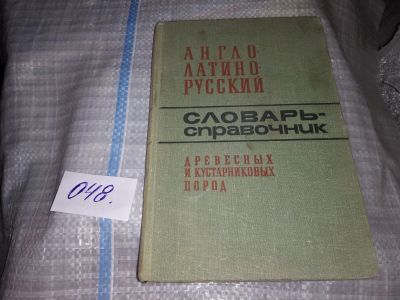 АНГЛО-
ЛАТИНО-
РУССКИЙ
СЛОВАРЬ-
СПРАВОЧНИК
ДРЕВЕСНЫХ
И КУСТАРНИКОВЫХ
ПОРОД
048.